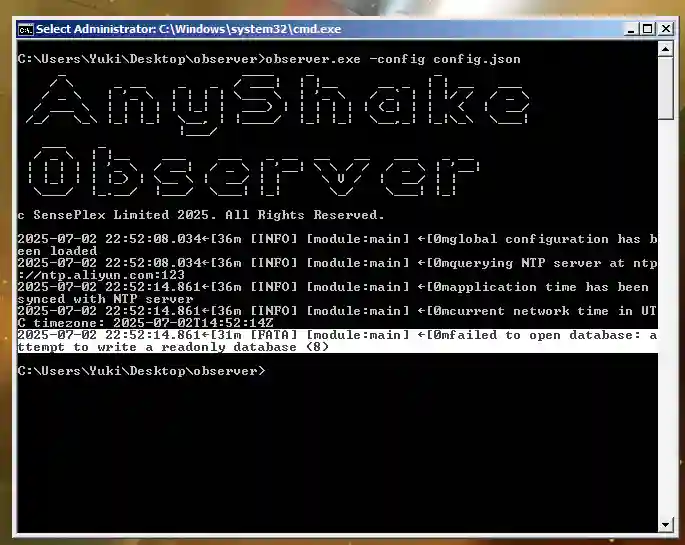 Select Administrator: C:\Windows\system32\cmd.exe
C:\Users\Yuki\Desktop\observer>observer.exe -config config.json
AnyShake
Observer
c SensePlex Limited 2025. All Rights Reserved.
2025-07-02 22:52:08.034←[36m [INFO] [module:main] ←[0mglobal configuration has b
een loaded
2025-07-02 22:52:08.034←[36m [INFO] [module:main] ←[0mquerying NTP server at ntp
://ntp.aliyun.com:123
2025-07-02 22:52:14.861←[36m [INFO] [module:main] ←[0mapplication time has been
synced with NTP server
2025-07-02 22:52:14.861←[36m [INFO] [module:main] ←[0mcurrent network time in UT
C timezone: 2025-07-02T14:52:14Z
2025-07-02 22:52:14.861←[31m [FATA] [module:main] ←[0mfailed to open database: a
ttempt to write a readonly database (8)
C:\Users\Yuki\Desktop\observer>